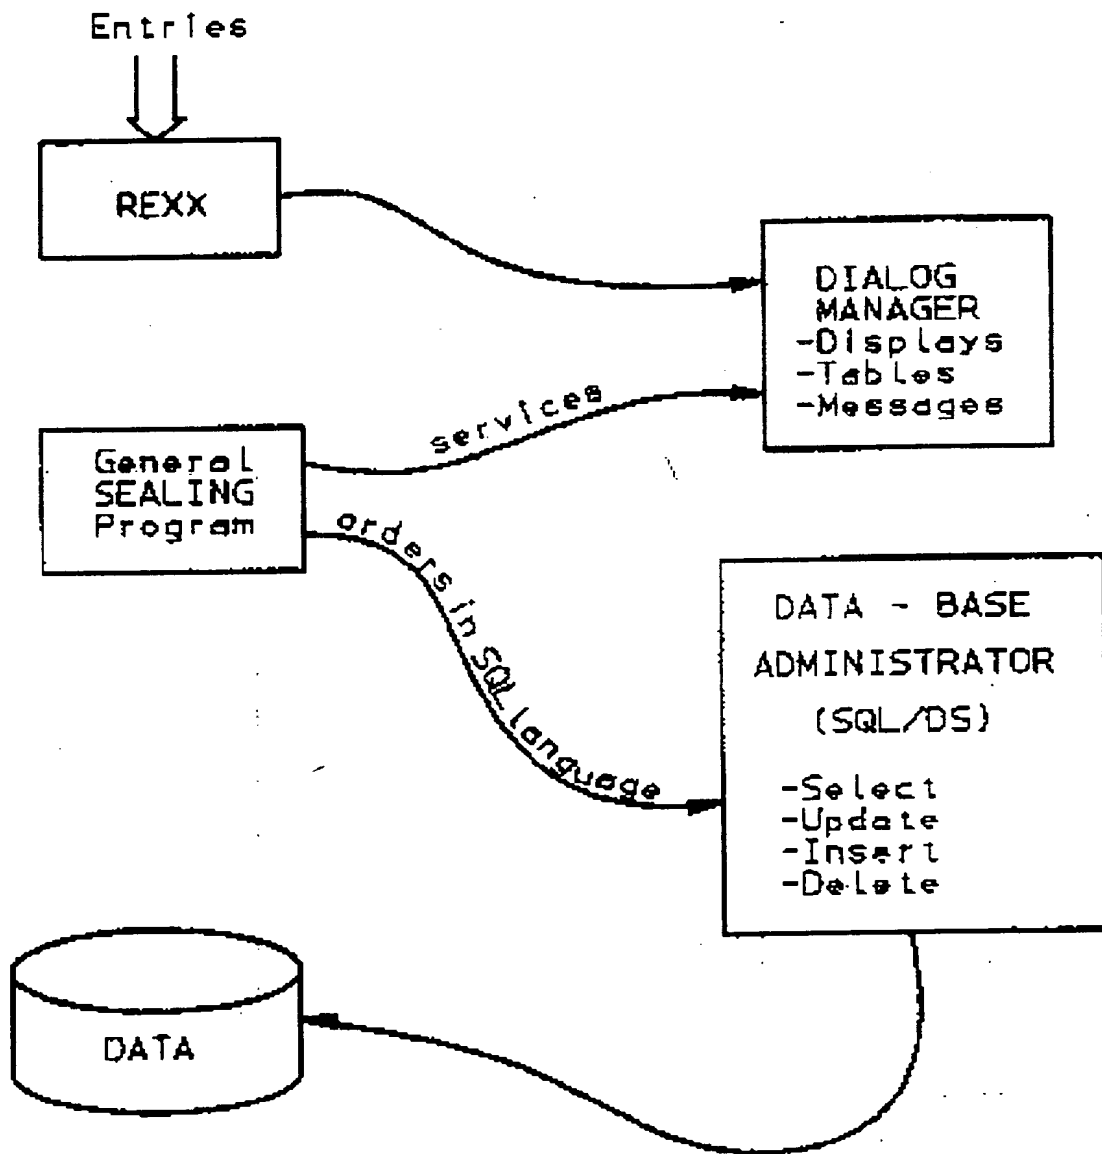 Entries
REXX
DIALOG
MANAGER
-Displays
-Tables
-Messages
services
General
SEALING
Program
orders in SQL language
DATA - BASE
ADMINISTRATOR
(SQL/DS)
-Select
-Update
-Insert
-Delete
DATA